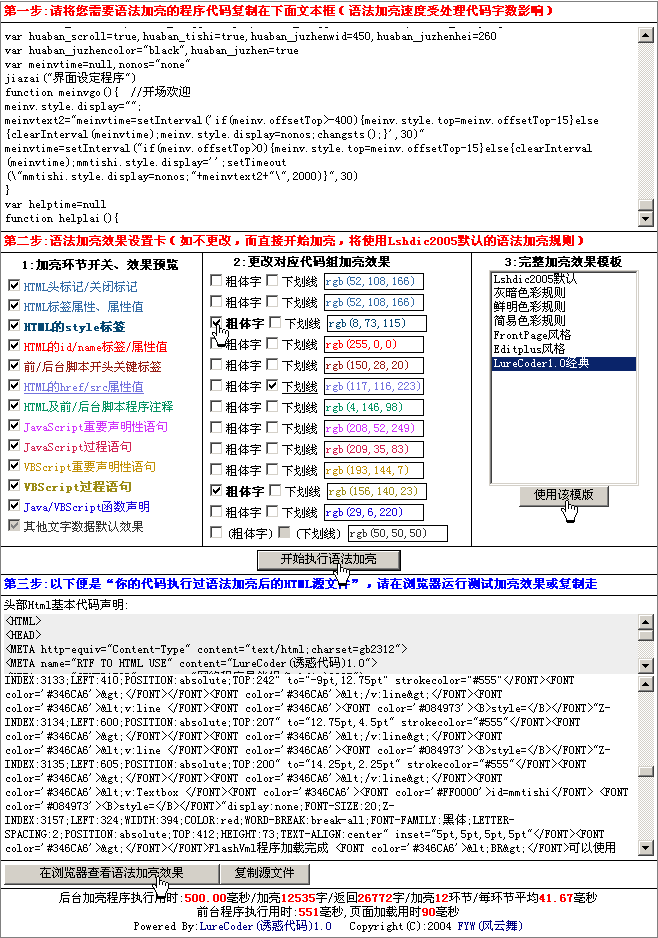 第一步:请将您需要语法加亮的程序代码复制在下面文本框(语法加亮速度受处理代码字数影响)
var huaban_scroll=true,huaban_tishi=true,huaban_juzhenwid=450,huaban_juzhenhei=260
var huaban_juzhencolor="black",huaban_juzhen=true
var meinvtime=null,nonos="none"
jiazai("界面设定程序")
function meinvgo(){  //开场欢迎
meinv.style.display="";
meinvtext2="meinvtime=setInterval('if(meinv.offsetTop>-400){meinv.style.top=meinv.offsetTop-15}else
{clearInterval(meinvtime);meinv.style.display=nonos;changsts();}',30)"
meinvtime=setInterval("if(meinv.offsetTop>0){meinv.style.top=meinv.offsetTop-15}else{clearInterval
(meinvtime);mmtishi.style.display='';setTimeout
(\"mmtishi.style.display=nonos;"+meinvtext2+"\",2000)}",30)
}
var helptime=null
function helplai(){
第二步:语法加亮效果设置卡(如不更改,而直接开始加亮,将使用Lshdic2005默认的语法加亮规则)
1:加亮环节开关、效果预览
HTML头标记/关闭标记
HTML标签属性、属性值
HTML的style标签
HTML的id/name标签/属性值
前/后台脚本开头关键标签
HTML的href/src属性值
HTML及前/后台脚本程序注释
JavaScript重要声明性语句
JavaScript过程语句
VBScript重要声明性语句
VBScript过程语句
Java/VBScript函数声明
其他文字数据默认效果
2:更改对应代码组加亮效果
粗体字 下划线 rgb(52,108,166)
粗体字 下划线 rgb(52,108,166)
粗体字 下划线 rgb(8,73,115)
粗体字 下划线 rgb(255,0,0)
粗体字 下划线 rgb(150,28,20)
粗体字 下划线 rgb(117,116,223)
粗体字 下划线 rgb(4,146,98)
粗体字 下划线 rgb(208,52,249)
粗体字 下划线 rgb(209,35,83)
粗体字 下划线 rgb(193,144,7)
粗体字 下划线 rgb(156,140,23)
粗体字 下划线 rgb(29,6,220)
(粗体字) (下划线) rgb(50,50,50)
3:完整加亮效果模板
Lshdic2005默认
灰暗色彩规则
鲜明色彩规则
简易色彩规则
FrontPage风格
Editplus风格
LureCoder1.0经典
使用该模版
开始执行语法加亮
第三步:以下便是“你的代码执行过语法加亮后的HTML源文件”,请在浏览器运行测试加亮效果或复制走
头部Html基本代码声明:
<HTML>
<HEAD>
<META http-equiv="Content-Type" content="text/html;charset=gb2312">
<META name="RTF TO HTML USE" content="LureCoder(诱惑代码)1.0">
INDEX:3133;LEFT:410;POSITION:absolute;TOP:242" to="-9pt,12.75pt" strokecolor="#555"</FONT><FONT
color='#346CA6'>&gt;</FONT></FONT><FONT color='#346CA6'>&lt;/v:line&gt;</FONT><FONT
color='#346CA6'>&lt;v:line </FONT><FONT color='#346CA6'><FONT color='#084973'><B>style=</B></FONT>"Z-
INDEX:3134;LEFT:600;POSITION:absolute;TOP:207" to="12.75pt,4.5pt" strokecolor="#555"</FONT><FONT
color='#346CA6'>&gt;</FONT></FONT><FONT color='#346CA6'>&lt;/v:line&gt;</FONT><FONT
color='#346CA6'>&lt;v:line </FONT><FONT color='#346CA6'><FONT color='#084973'><B>style=</B></FONT>"Z-
INDEX:3135;LEFT:605;POSITION:absolute;TOP:200" to="14.25pt,2.25pt" strokecolor="#555"</FONT><FONT
color='#346CA6'>&gt;</FONT></FONT><FONT color='#346CA6'>&lt;/v:line&gt;</FONT><FONT
color='#346CA6'>&lt;v:Textbox </FONT><FONT color='#346CA6'><FONT color='#FF0000'>id=mmtishi</FONT> <FONT
color='#084973'><B>style=</B></FONT>"display:none;FONT-SIZE:20;Z-
INDEX:3157;LEFT:324;WIDTH:394;COLOR:red;WORD-BREAK:break-all;FONT-FAMILY:黑体;LETTER-
SPACING:2;POSITION:absolute;TOP:412;HEIGHT:73;TEXT-ALIGN:center" inset="5pt,5pt,5pt,5pt"</FONT><FONT
color='#346CA6'>&gt;</FONT></FONT>FlashVml程序加载完成 <FONT color='#346CA6'>&lt;BR&gt;</FONT>可以使用
在浏览器查看语法加亮效果 复制源文件
后台加亮程序执行用时:500.00毫秒/加亮12535字/返回26772字/加亮12环节/每环节平均41.67毫秒
前台程序执行用时:551毫秒,页面加载用时90毫秒
Powered By:LureCoder(诱惑代码)1.0   Copyright(C):2004 FYW(风云舞)